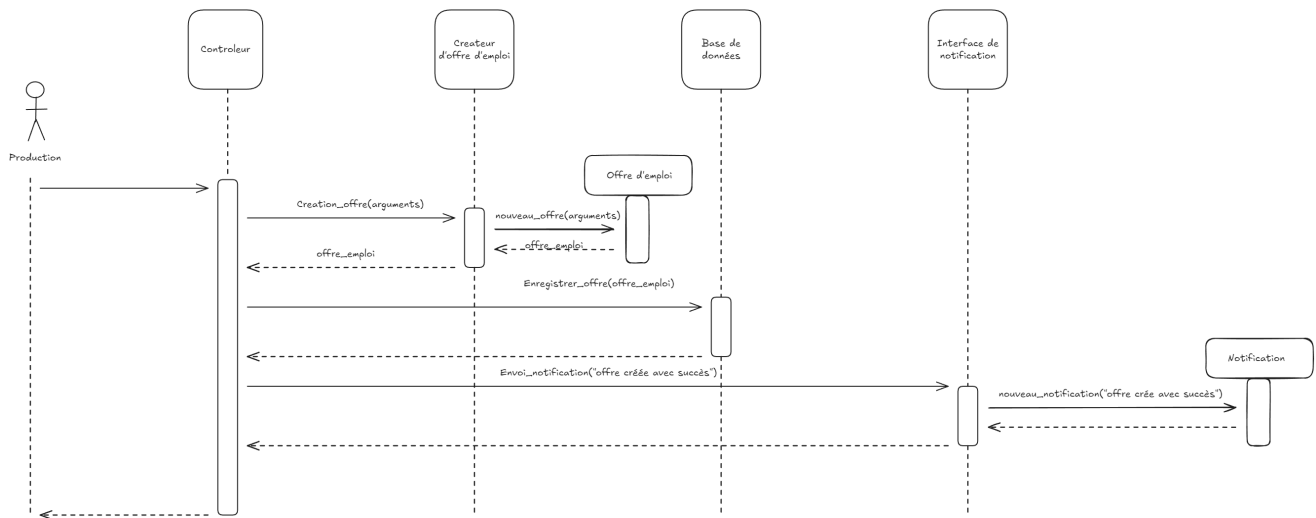 Controleur
Createur
d'offre d'emploi
Base de
données
Interface de
notification
Production
Offre d'emploi
Creation_offre(arguments)
nouveau_offre(arguments)
offre_emploi
offre_emploi
Enregistrer_offre(offre_emploi)
Notification
Envoi_notification("offre créée avec succès")
nouveau_notification("offre crée avec succès")